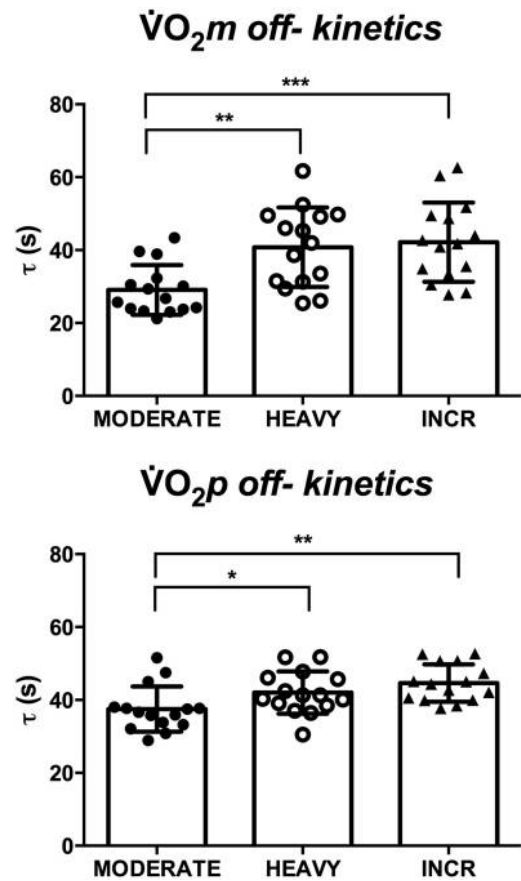 V̇O₂m off- kinetics
***
**
80
60
40
20
0
τ (s)
MODERATE HEAVY INCR
V̇O₂p off- kinetics
**
*
80
60
40
20
0
τ (s)
MODERATE HEAVY INCR